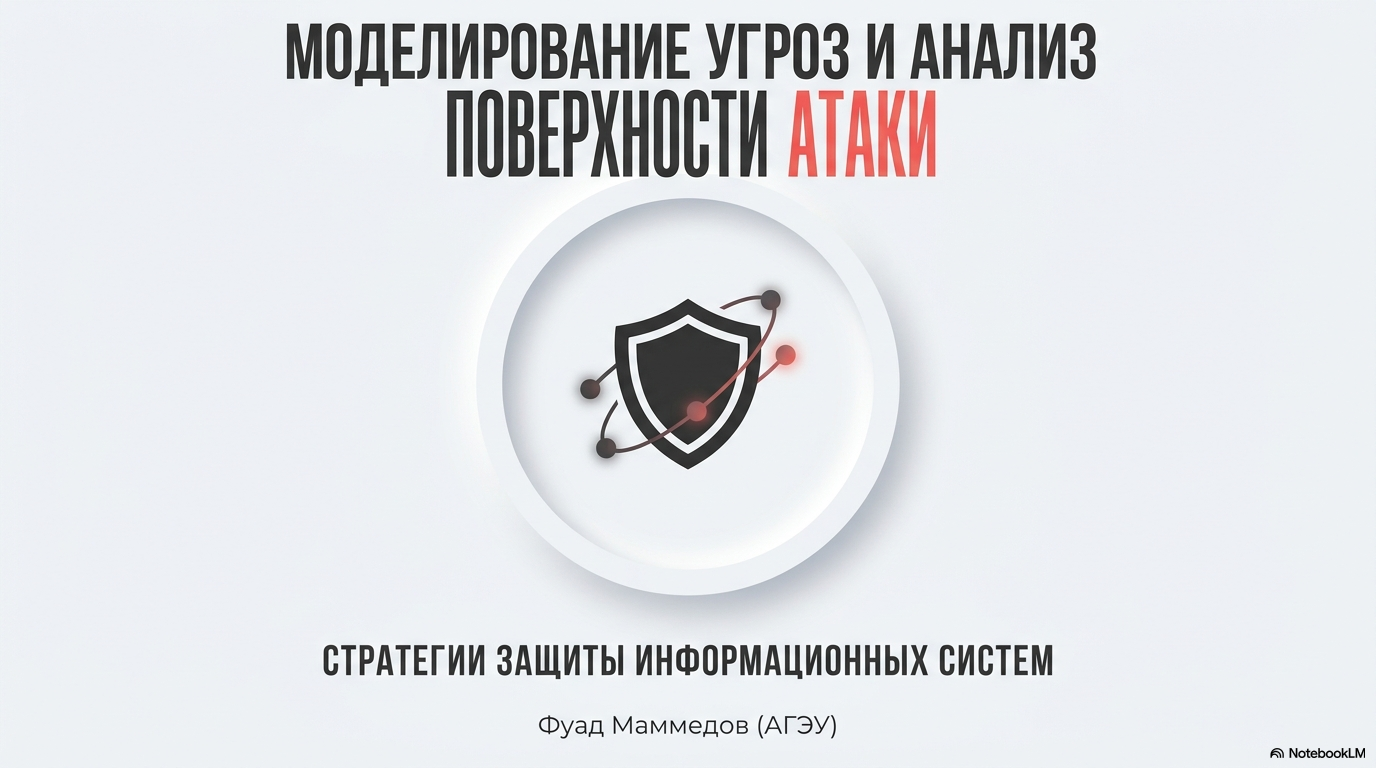 МОДЕЛИРОВАНИЕ УГРОЗ И АНАЛИЗ
ПОВЕРХНОСТИ АТАКИ
СТРАТЕГИИ ЗАЩИТЫ ИНФОРМАЦИОННЫХ СИСТЕМ
Фуад Маммедов (АГЭУ)
NotebookLM